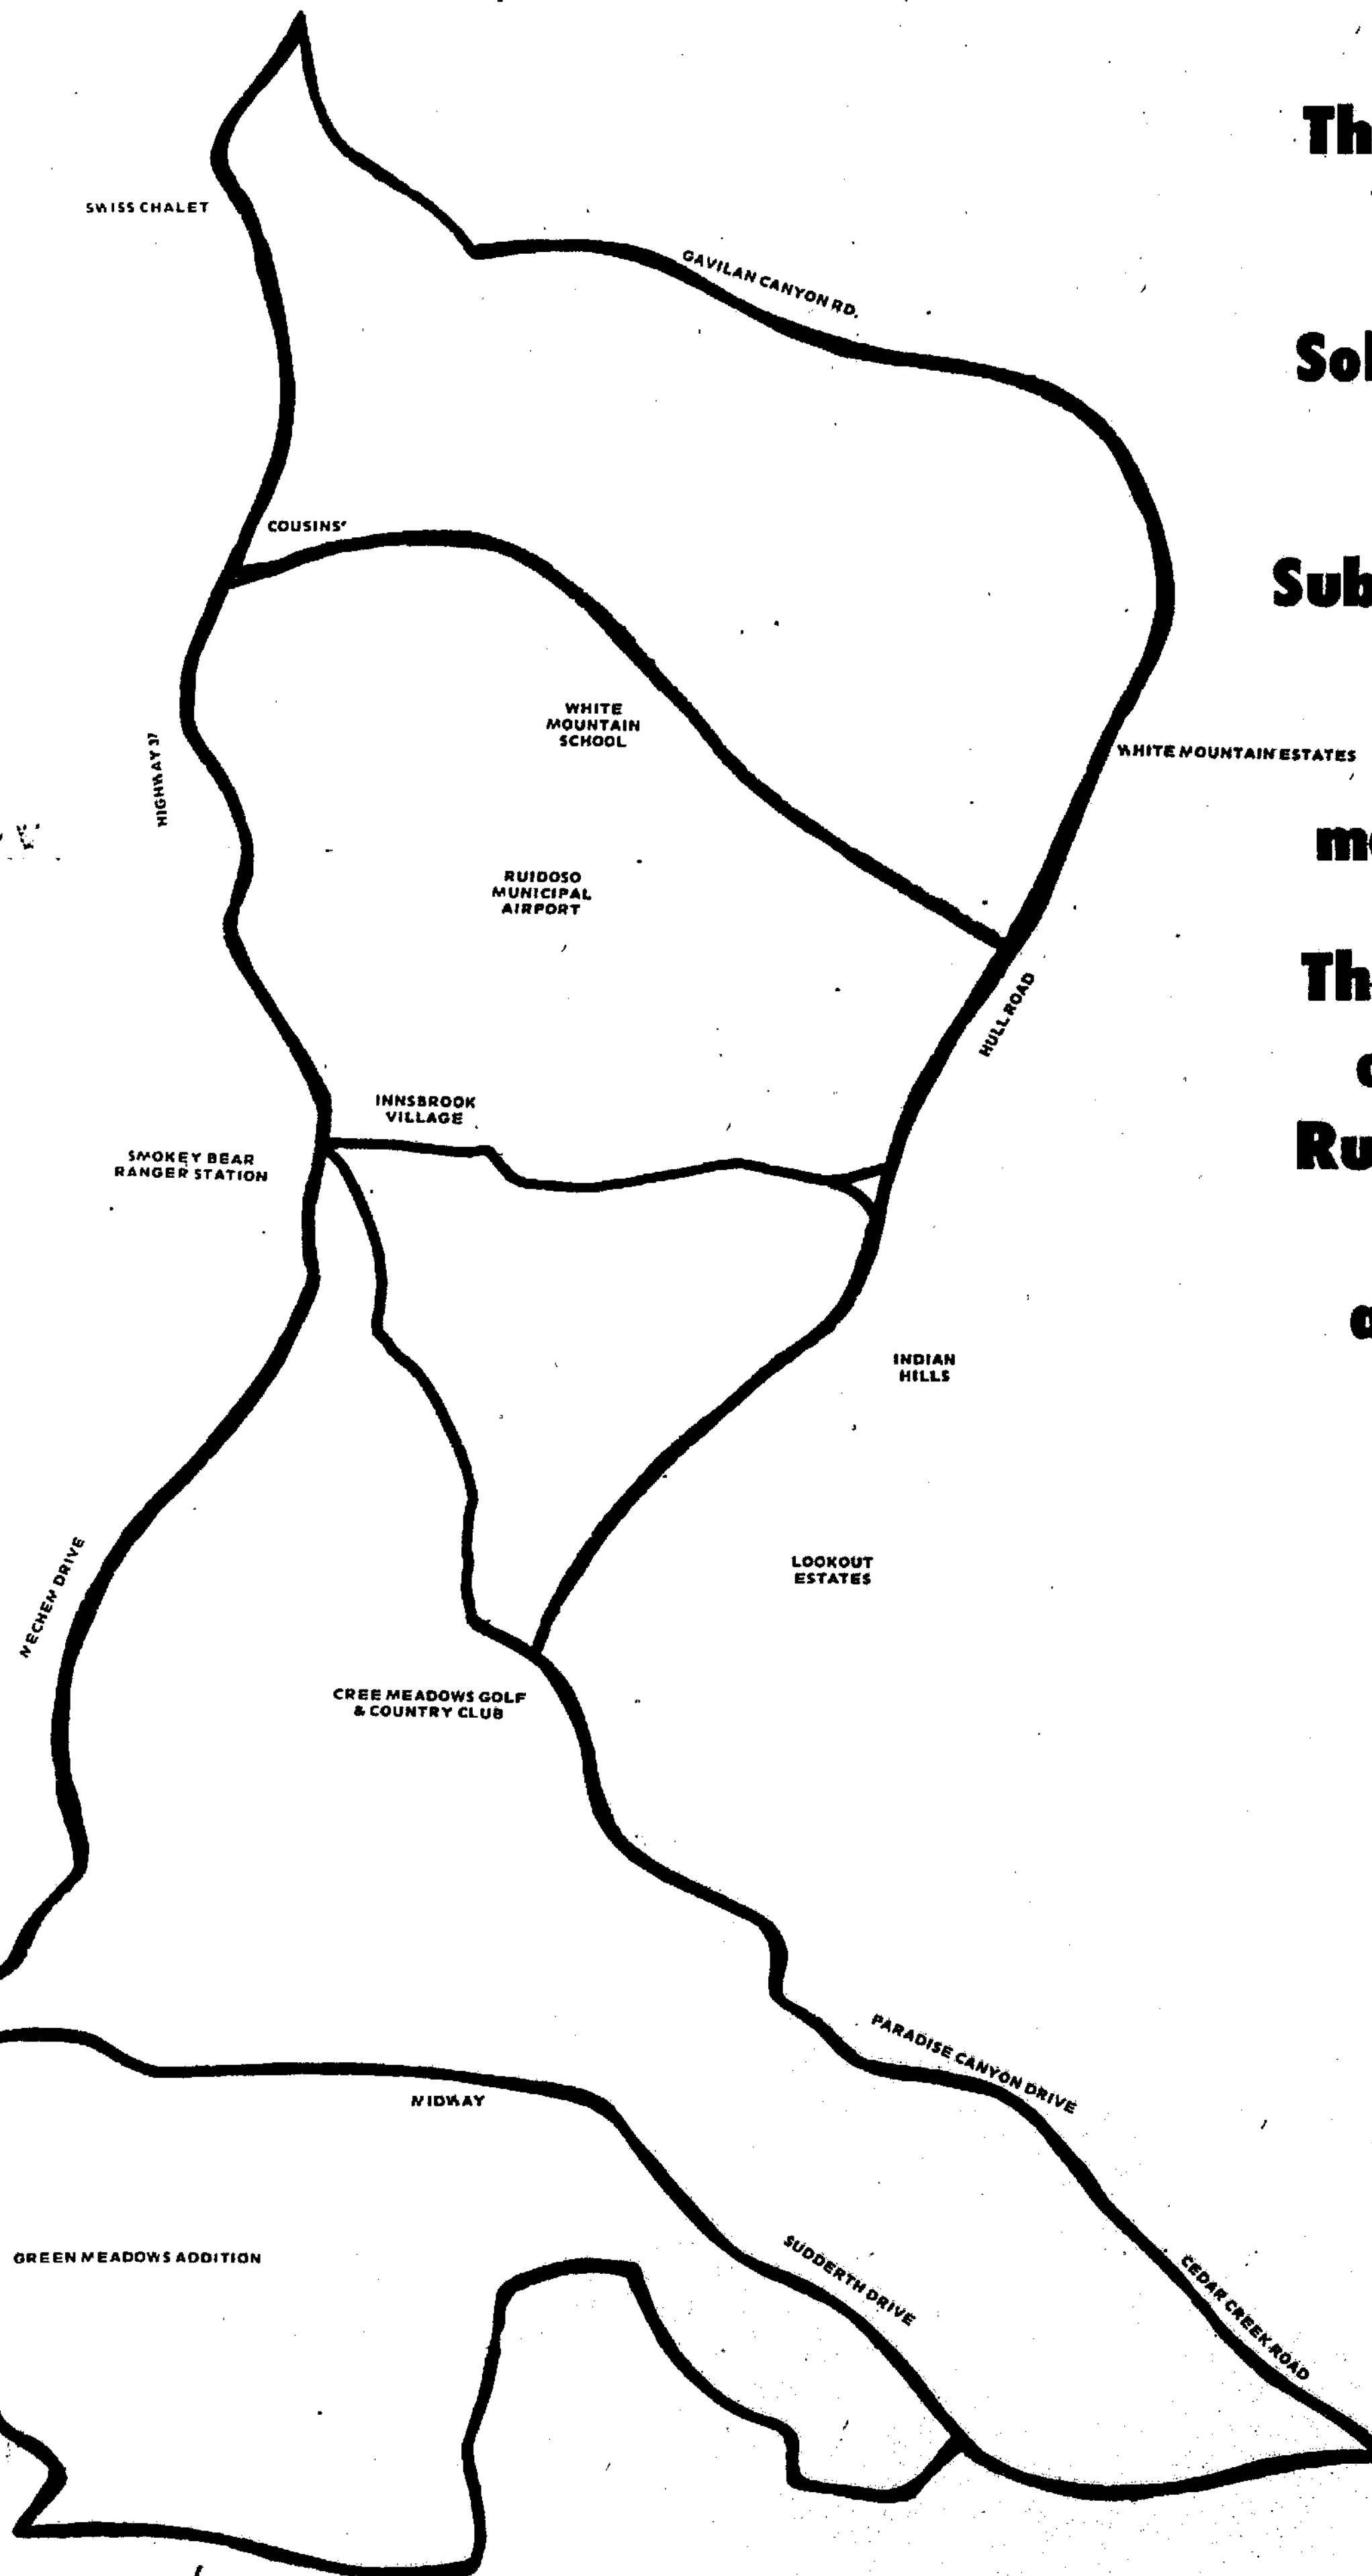 SWISS CHALET
GAVILAN CANYON RD.
COUSINS'
WHITE
MOUNTAIN
SCHOOL
HIGHWAY 37
WHITE MOUNTAIN ESTATES
RUIDOSO
MUNICIPAL
AIRPORT
HULL ROAD
INNSBROOK
VILLAGE
SMOKEY BEAR
RANGER STATION
INDIAN
HILLS
LOOKOUT
ESTATES
MECHEM DRIVE
CREE MEADOWS GOLF
& COUNTRY CLUB
PARADISE CANYON DRIVE
MIDWAY
SUDDERTH DRIVE
GREEN MEADOWS ADDITION
CEDAR CREEK ROAD
Th
Sol
Sub
Th
Ru